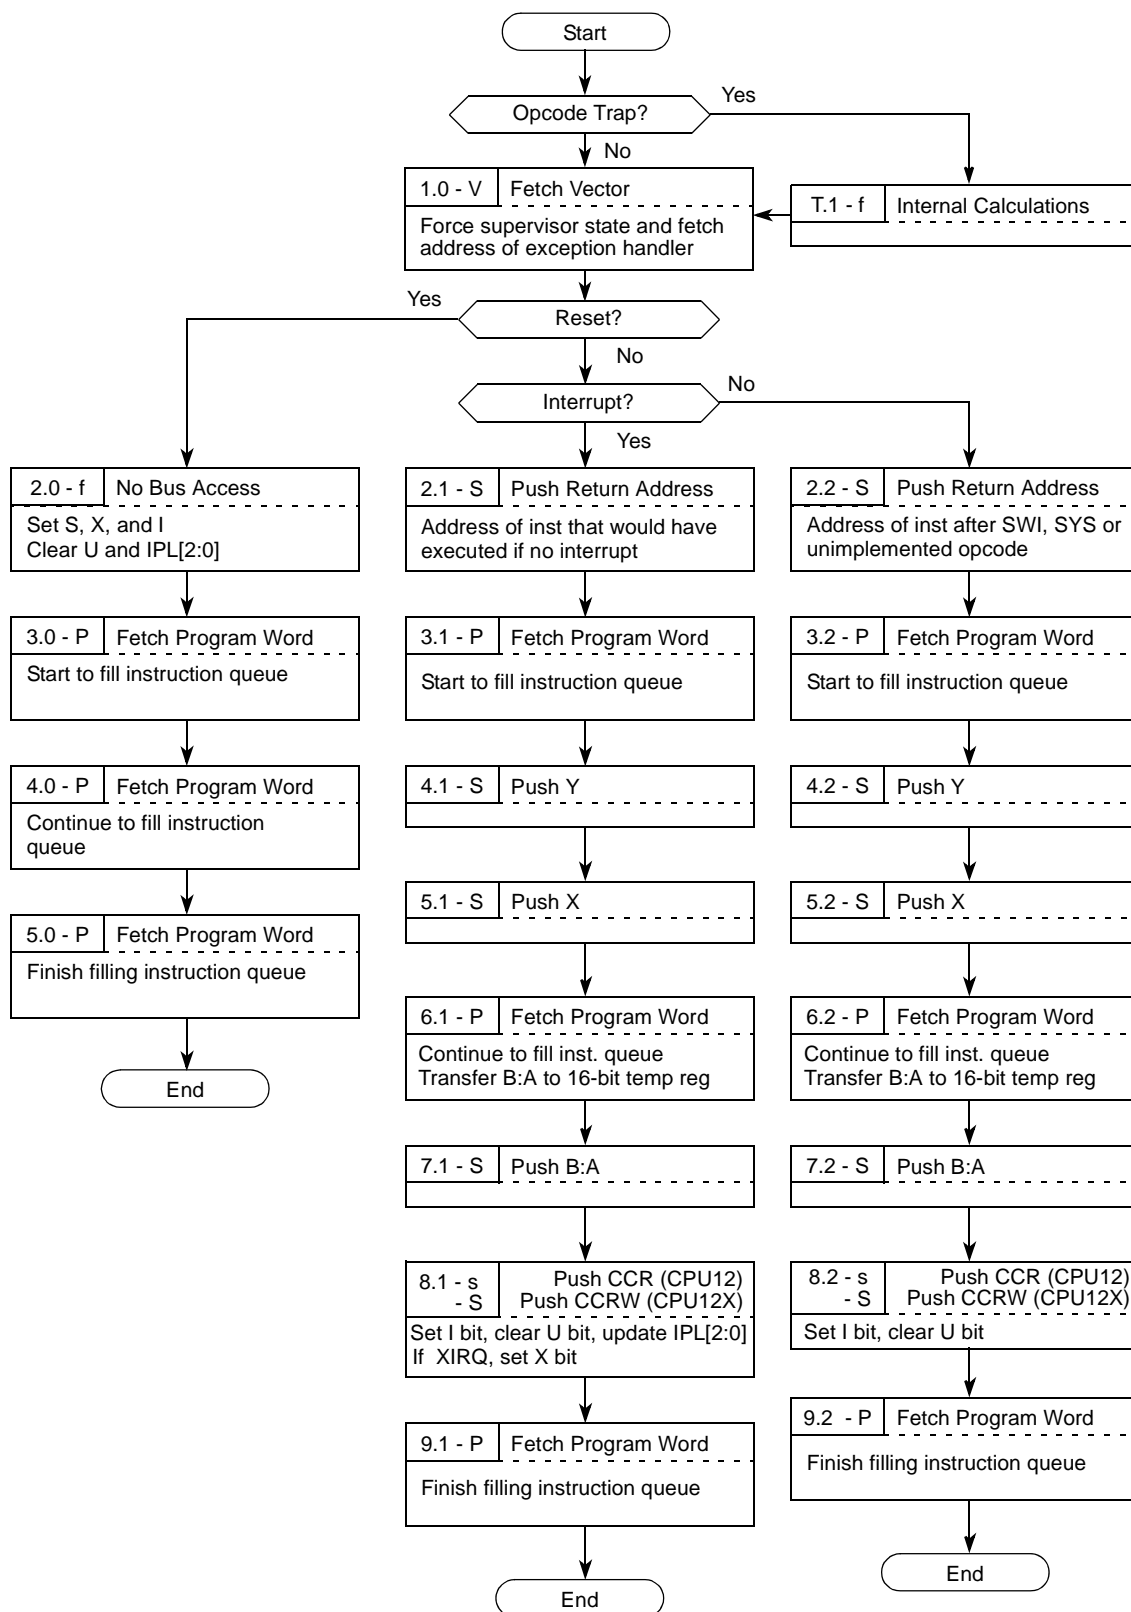 Start
Opcode Trap?
Yes
No
1.0 - V Fetch Vector
Force supervisor state and fetch
address of exception handler
T.1 - f Internal Calculations
Yes
Reset?
No
Interrupt?
No
Yes
2.0 - f No Bus Access
Set S, X, and I
Clear U and IPL[2:0]
3.0 - P Fetch Program Word
Start to fill instruction queue
4.0 - P Fetch Program Word
Continue to fill instruction
queue
5.0 - P Fetch Program Word
Finish filling instruction queue
End
2.1 - S Push Return Address
Address of inst that would have
executed if no interrupt
3.1 - P Fetch Program Word
Start to fill instruction queue
4.1 - S Push Y
5.1 - S Push X
6.1 - P Fetch Program Word
Continue to fill inst. queue
Transfer B:A to 16-bit temp reg
7.1 - S Push B:A
8.1 - s Push CCR (CPU12)
- S Push CCRW (CPU12X)
Set I bit, clear U bit, update IPL[2:0]
If XIRQ, set X bit
9.1 - P Fetch Program Word
Finish filling instruction queue
End
2.2 - S Push Return Address
Address of inst after SWI, SYS or
unimplemented opcode
3.2 - P Fetch Program Word
Start to fill instruction queue
4.2 - S Push Y
5.2 - S Push X
6.2 - P Fetch Program Word
Continue to fill inst. queue
Transfer B:A to 16-bit temp reg
7.2 - S Push B:A
8.2 - s Push CCR (CPU12)
- S Push CCRW (CPU12X)
Set I bit, clear U bit
9.2 - P Fetch Program Word
Finish filling instruction queue
End